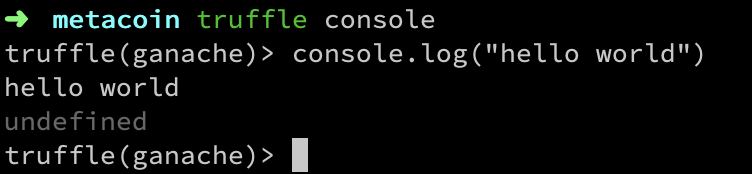 ➜ metacoin truffle console
truffle(ganache)> console.log("hello world")
hello world
undefined
truffle(ganache)>